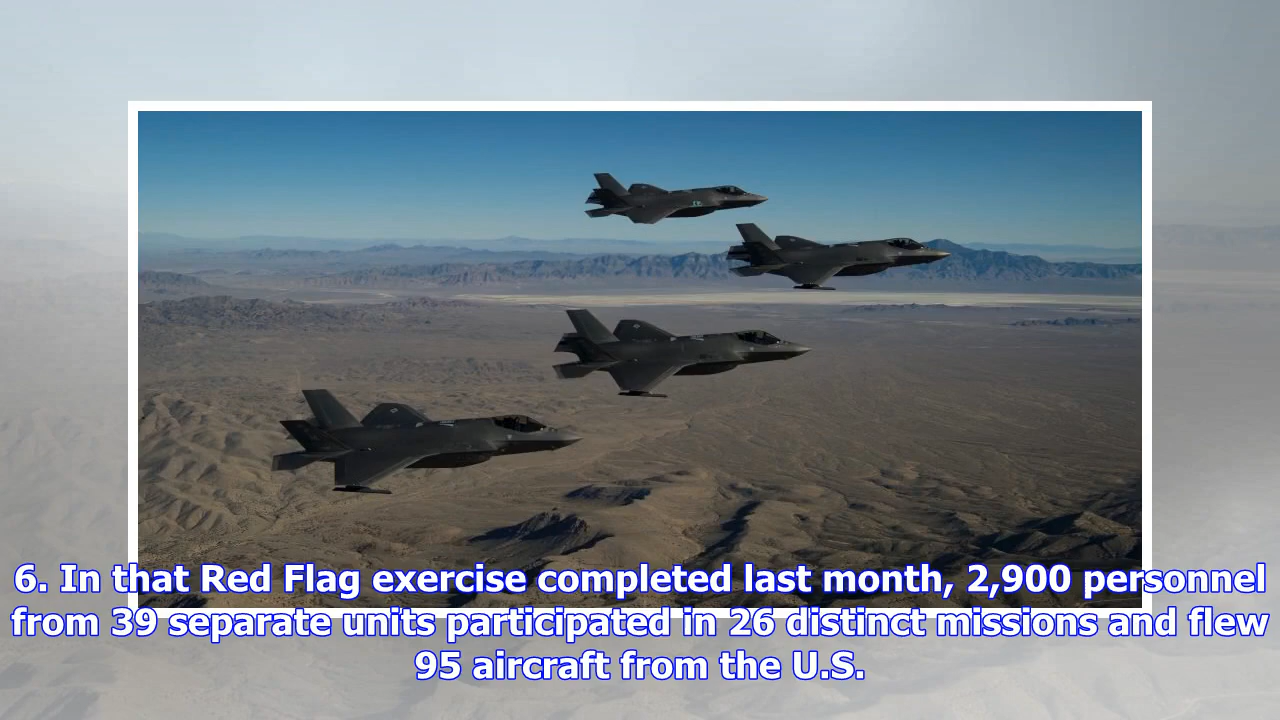 6. In that Red Flag exercise completed last month, 2,900 personnel
from 39 separate units participated in 26 distinct missions and flew
95 aircraft from the U.S.